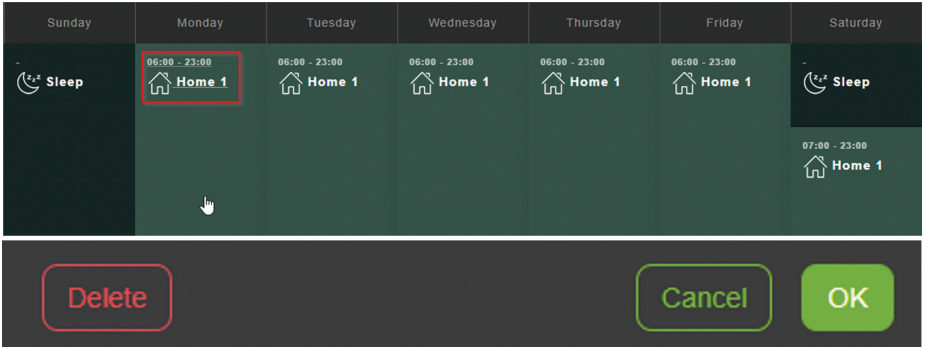 Sunday Monday Tuesday Wednesday Thursday Friday Saturday
- 06:00 - 23:00 06:00 - 23:00 06:00 - 23:00 06:00 - 23:00 06:00 - 23:00 -
zzz Sleep Home 1 Home 1 Home 1 Home 1 Home 1 zzz Sleep
07:00 - 23:00
Home 1
Delete Cancel OK